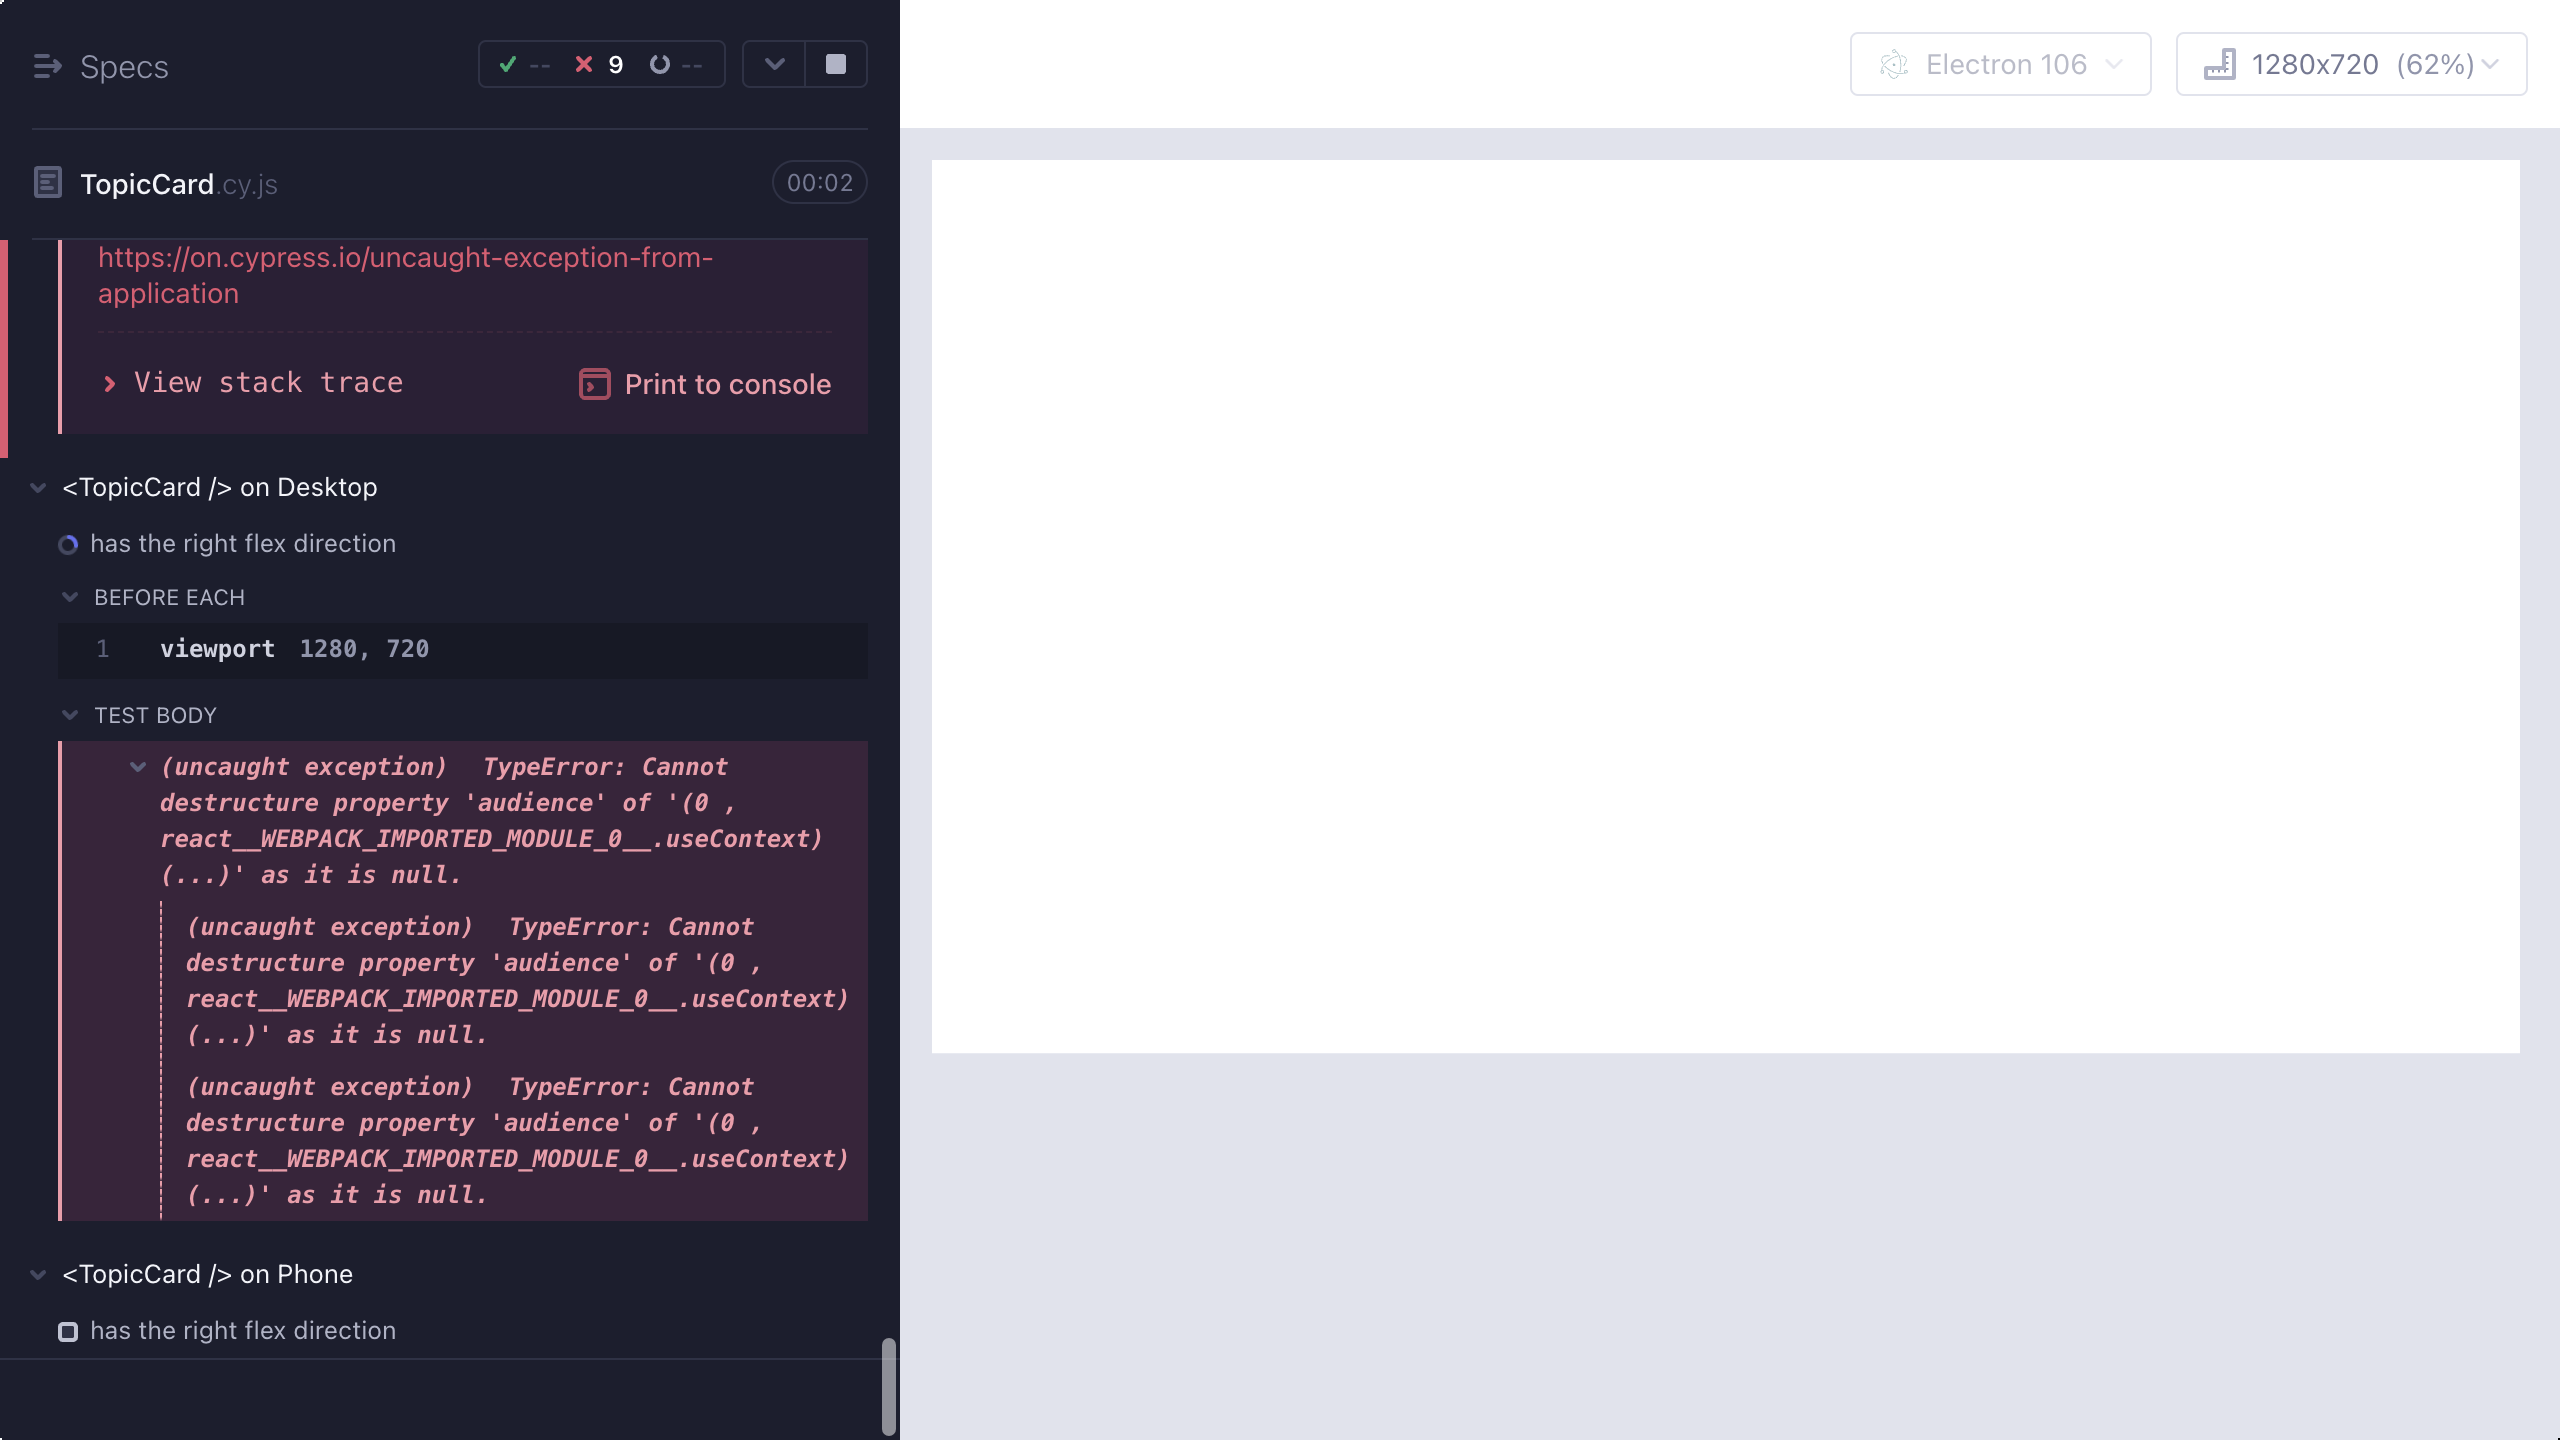 Specs
-- 9 --
Electron 106
1280x720 (62%)
TopicCard.cy.js
00:02
https://on.cypress.io/uncaught-exception-from-
application
View stack trace
Print to console
<TopicCard /> on Desktop
has the right flex direction
BEFORE EACH
1 viewport 1280, 720
TEST BODY
(uncaught exception) TypeError: Cannot
destructure property 'audience' of '(0 ,
react__WEBPACK_IMPORTED_MODULE_0__.useContext)
(...)' as it is null.
(uncaught exception) TypeError: Cannot
destructure property 'audience' of '(0 ,
react__WEBPACK_IMPORTED_MODULE_0__.useContext)
(...)' as it is null.
(uncaught exception) TypeError: Cannot
destructure property 'audience' of '(0 ,
react__WEBPACK_IMPORTED_MODULE_0__.useContext)
(...)' as it is null.
<TopicCard /> on Phone
has the right flex direction